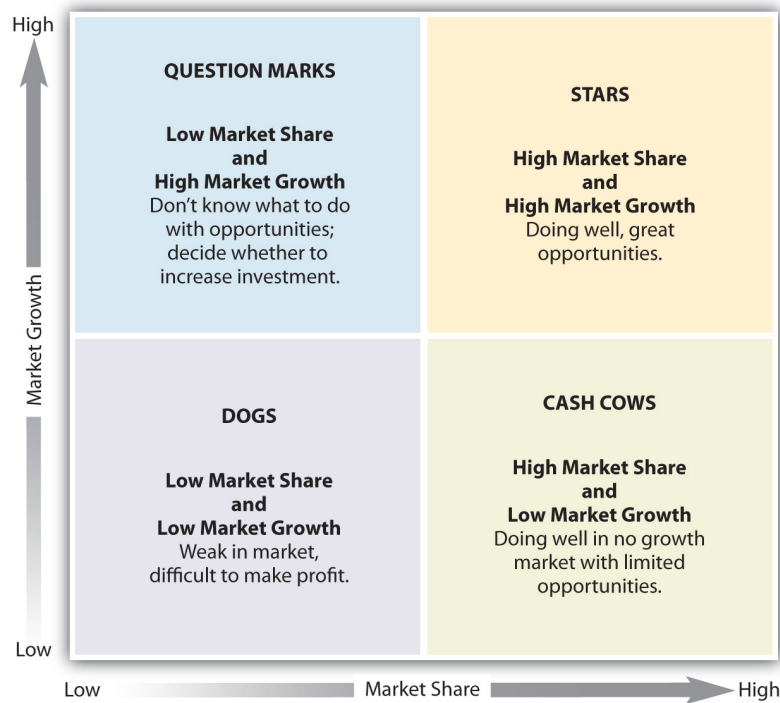 High
QUESTION MARKS
Low Market Share
and
High Market Growth
Don’t know what to do
with opportunities;
decide whether to
increase investment.
STARS
High Market Share
and
High Market Growth
Doing well, great
opportunities.
Market Growth
DOGS
Low Market Share
and
Low Market Growth
Weak in market,
difficult to make profit.
CASH COWS
High Market Share
and
Low Market Growth
Doing well in no growth
market with limited
opportunities.
Low
Low
Market Share
High